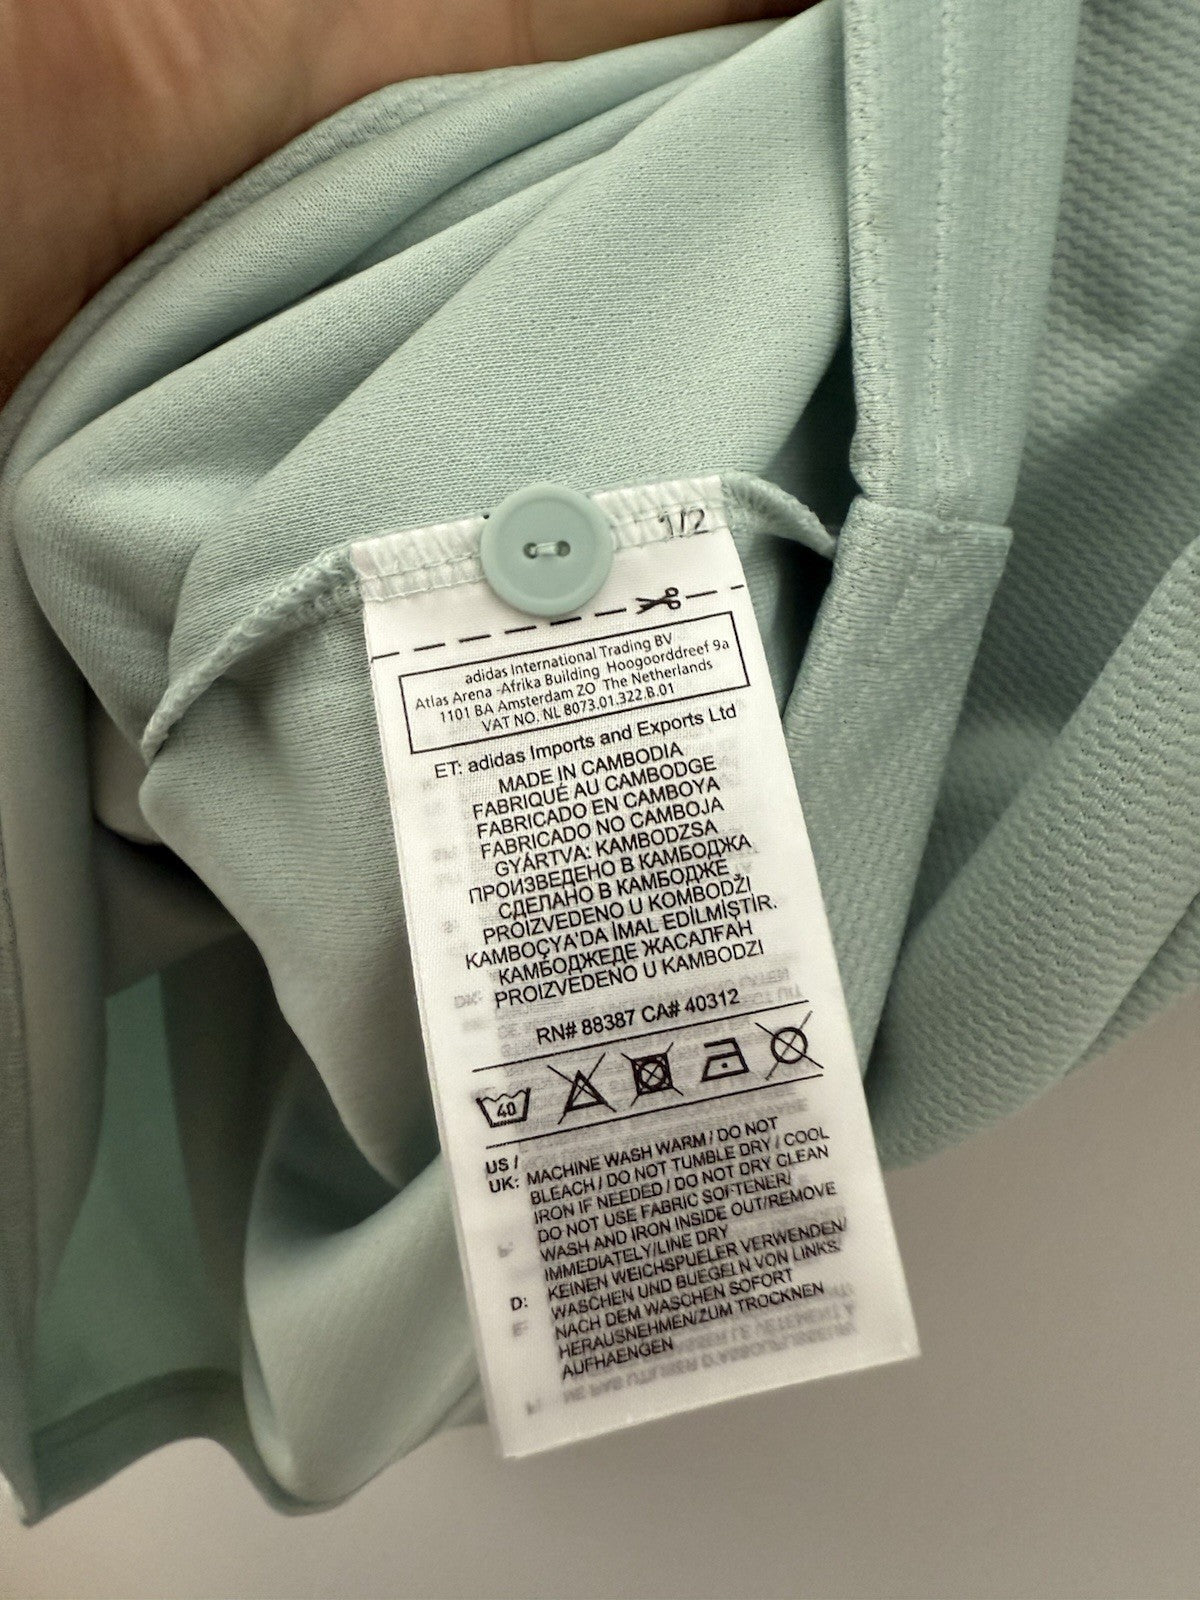 1/2
adidas International Trading BV
Atlas Arena -Afrika Building Hoogoorddreef 9a
1101 BA Amsterdam ZO The Netherlands
VAT NO. NL 8073.01.322.B.01
ET: adidas Imports and Exports Ltd
MADE IN CAMBODIA
FABRIQUÉ AU CAMBODGE
FABRICADO EN CAMBOYA
FABRICADO NO CAMBOJA
GYÁRTVA: KAMBODZSA
ПРОИЗВЕДЕНО В КАМБОДЖА
СДЕЛАНО В КАМБОДЖЕ
PROIZVEDENO U KOMBODŽI
KAMBOÇYA'DA İMAL EDİLMİŞTİR.
КАМБОДЖЕДЕ ЖАСАЛҒАН
PROIZVEDENO U KAMBODZI
RN# 88387 CA# 40312
40
US / UK: MACHINE WASH WARM / DO NOT
BLEACH / DO NOT TUMBLE DRY / COOL
IRON IF NEEDED / DO NOT DRY CLEAN
DO NOT USE FABRIC SOFTENER/
WASH AND IRON INSIDE OUT/REMOVE
IMMEDIATELY/LINE DRY
D: KEINEN WEICHSPUELER VERWENDEN/
WASCHEN UND BUEGELN VON LINKS.
NACH DEM WASCHEN SOFORT
HERAUSNEHMEN/ZUM TROCKNEN
AUFHAENGEN